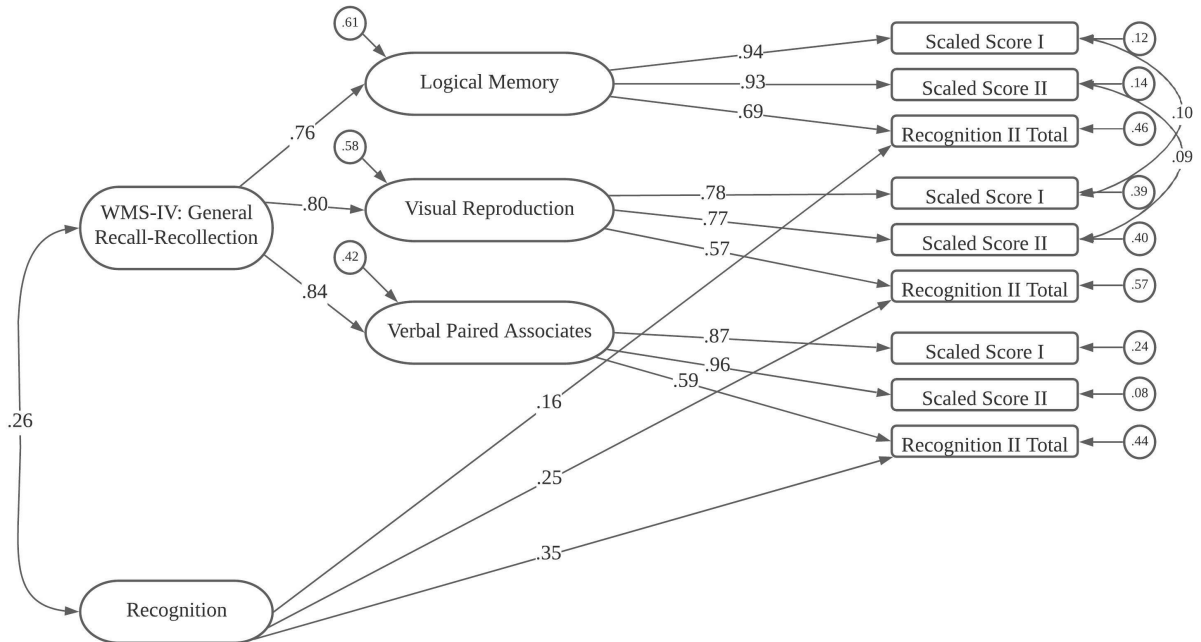 .61
Scaled Score I
.12
.94
Logical Memory
.93
Scaled Score II
.14
.69
.10
.76
Recognition II Total
.46
.58
.09
.78
Scaled Score I
.39
WMS-IV: General
Recall-Recollection
.80
Visual Reproduction
.77
Scaled Score II
.40
.57
.42
Recognition II Total
.57
.84
Verbal Paired Associates
.87
Scaled Score I
.24
.96
.59
Scaled Score II
.08
.16
.26
Recognition II Total
.44
.25
.35
Recognition